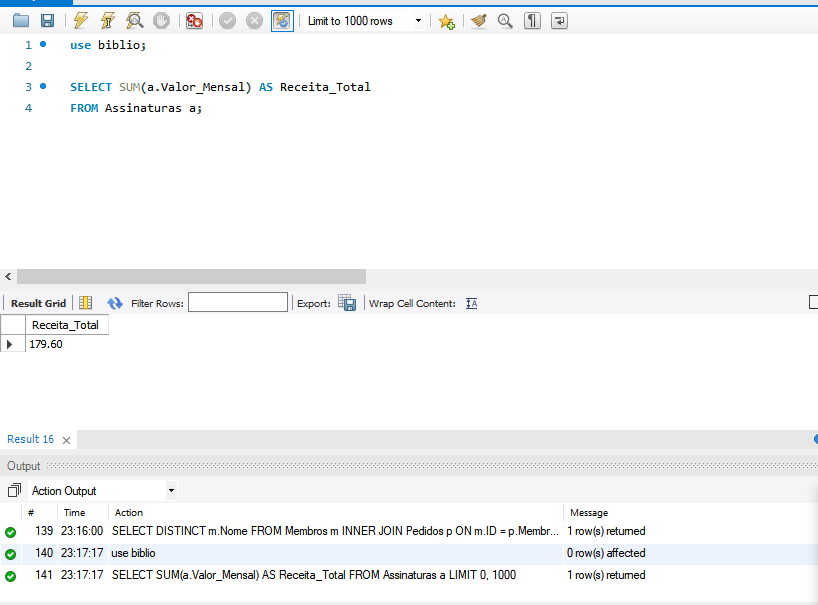 Limit to 1000 rows
1 use biblio;
2
3 SELECT SUM(a.Valor_Mensal) AS Receita_Total
4 FROM Assinaturas a;
Result Grid Filter Rows: Export: Wrap Cell Content:
Receita_Total
179.60
Result 16
Output
Action Output
# Time Action Message
139 23:16:00 SELECT DISTINCT m.Nome FROM Membros m INNER JOIN Pedidos p ON m.ID = p.Membr... 1 row(s) returned
140 23:17:17 use biblio 0 row(s) affected
141 23:17:17 SELECT SUM(a.Valor_Mensal) AS Receita_Total FROM Assinaturas a LIMIT 0, 1000 1 row(s) returned